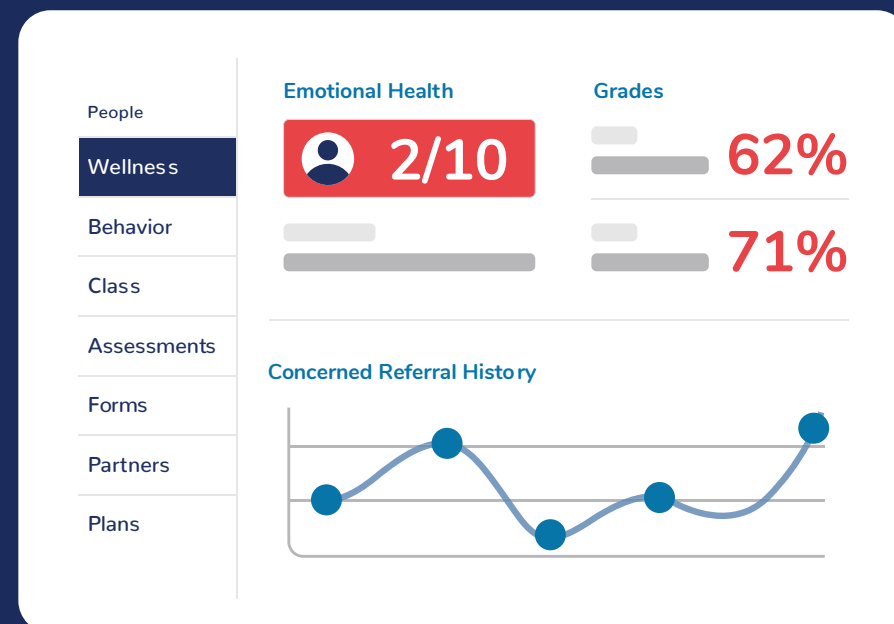 People
Wellness
Behavior
Class
Assessments
Forms
Partners
Plans
Emotional Health
2/10
Grades
62%
71%
Concerned Referral History